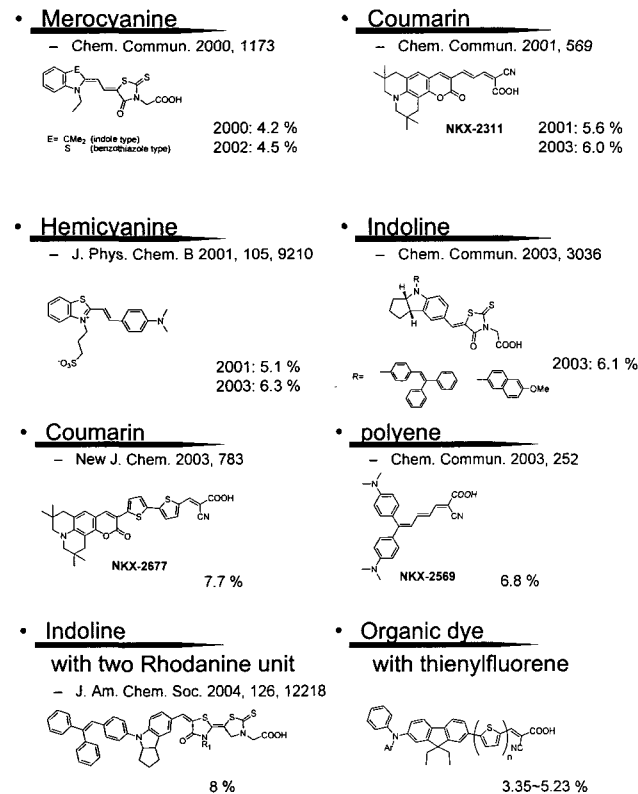 • Merocyanine
– Chem. Commun. 2000, 1173
E
S
S
N
N
O
COOH
E= CMe₂ (indole type)
S (benzothiazole type)
2000: 4.2 %
2002: 4.5 %
• Coumarin
– Chem. Commun. 2001, 569
CN
COOH
N
O
O
NKX-2311
2001: 5.6 %
2003: 6.0 %
• Hemicyanine
– J. Phys. Chem. B 2001, 105, 9210
S
N⁺
N
⁻O₃S
2001: 5.1 %
2003: 6.3 %
• Indoline
– Chem. Commun. 2003, 3036
R
H
N
H
S
S
N
O
COOH
R=
OMe
2003: 6.1 %
• Coumarin
– New J. Chem. 2003, 783
S
S
COOH
CN
N
O
O
NKX-2677
7.7 %
• polyene
– Chem. Commun. 2003, 252
N
COOH
CN
N
NKX-2569
6.8 %
• Indoline
with two Rhodanine unit
– J. Am. Chem. Soc. 2004, 126, 12218
S
S
S
N
O
N
R₁
N
COOH
8 %
• Organic dye
with thienylfluorene
N
Ar
S
n
COOH
NC
3.35~5.23 %